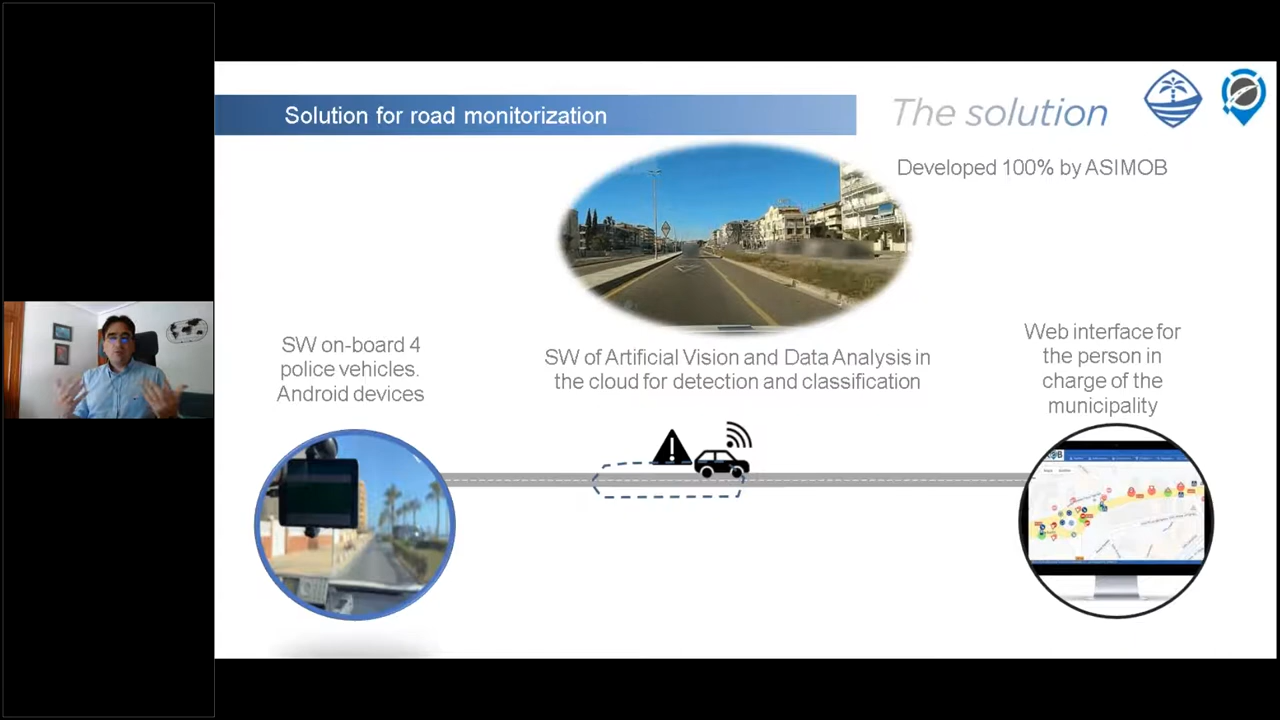 Solution for road monitorization
The solution
Developed 100% by ASIMOB
SW on-board 4
police vehicles.
Android devices
SW of Artificial Vision and Data Analysis in
the cloud for detection and classification
Web interface for
the person in
charge of the
municipality